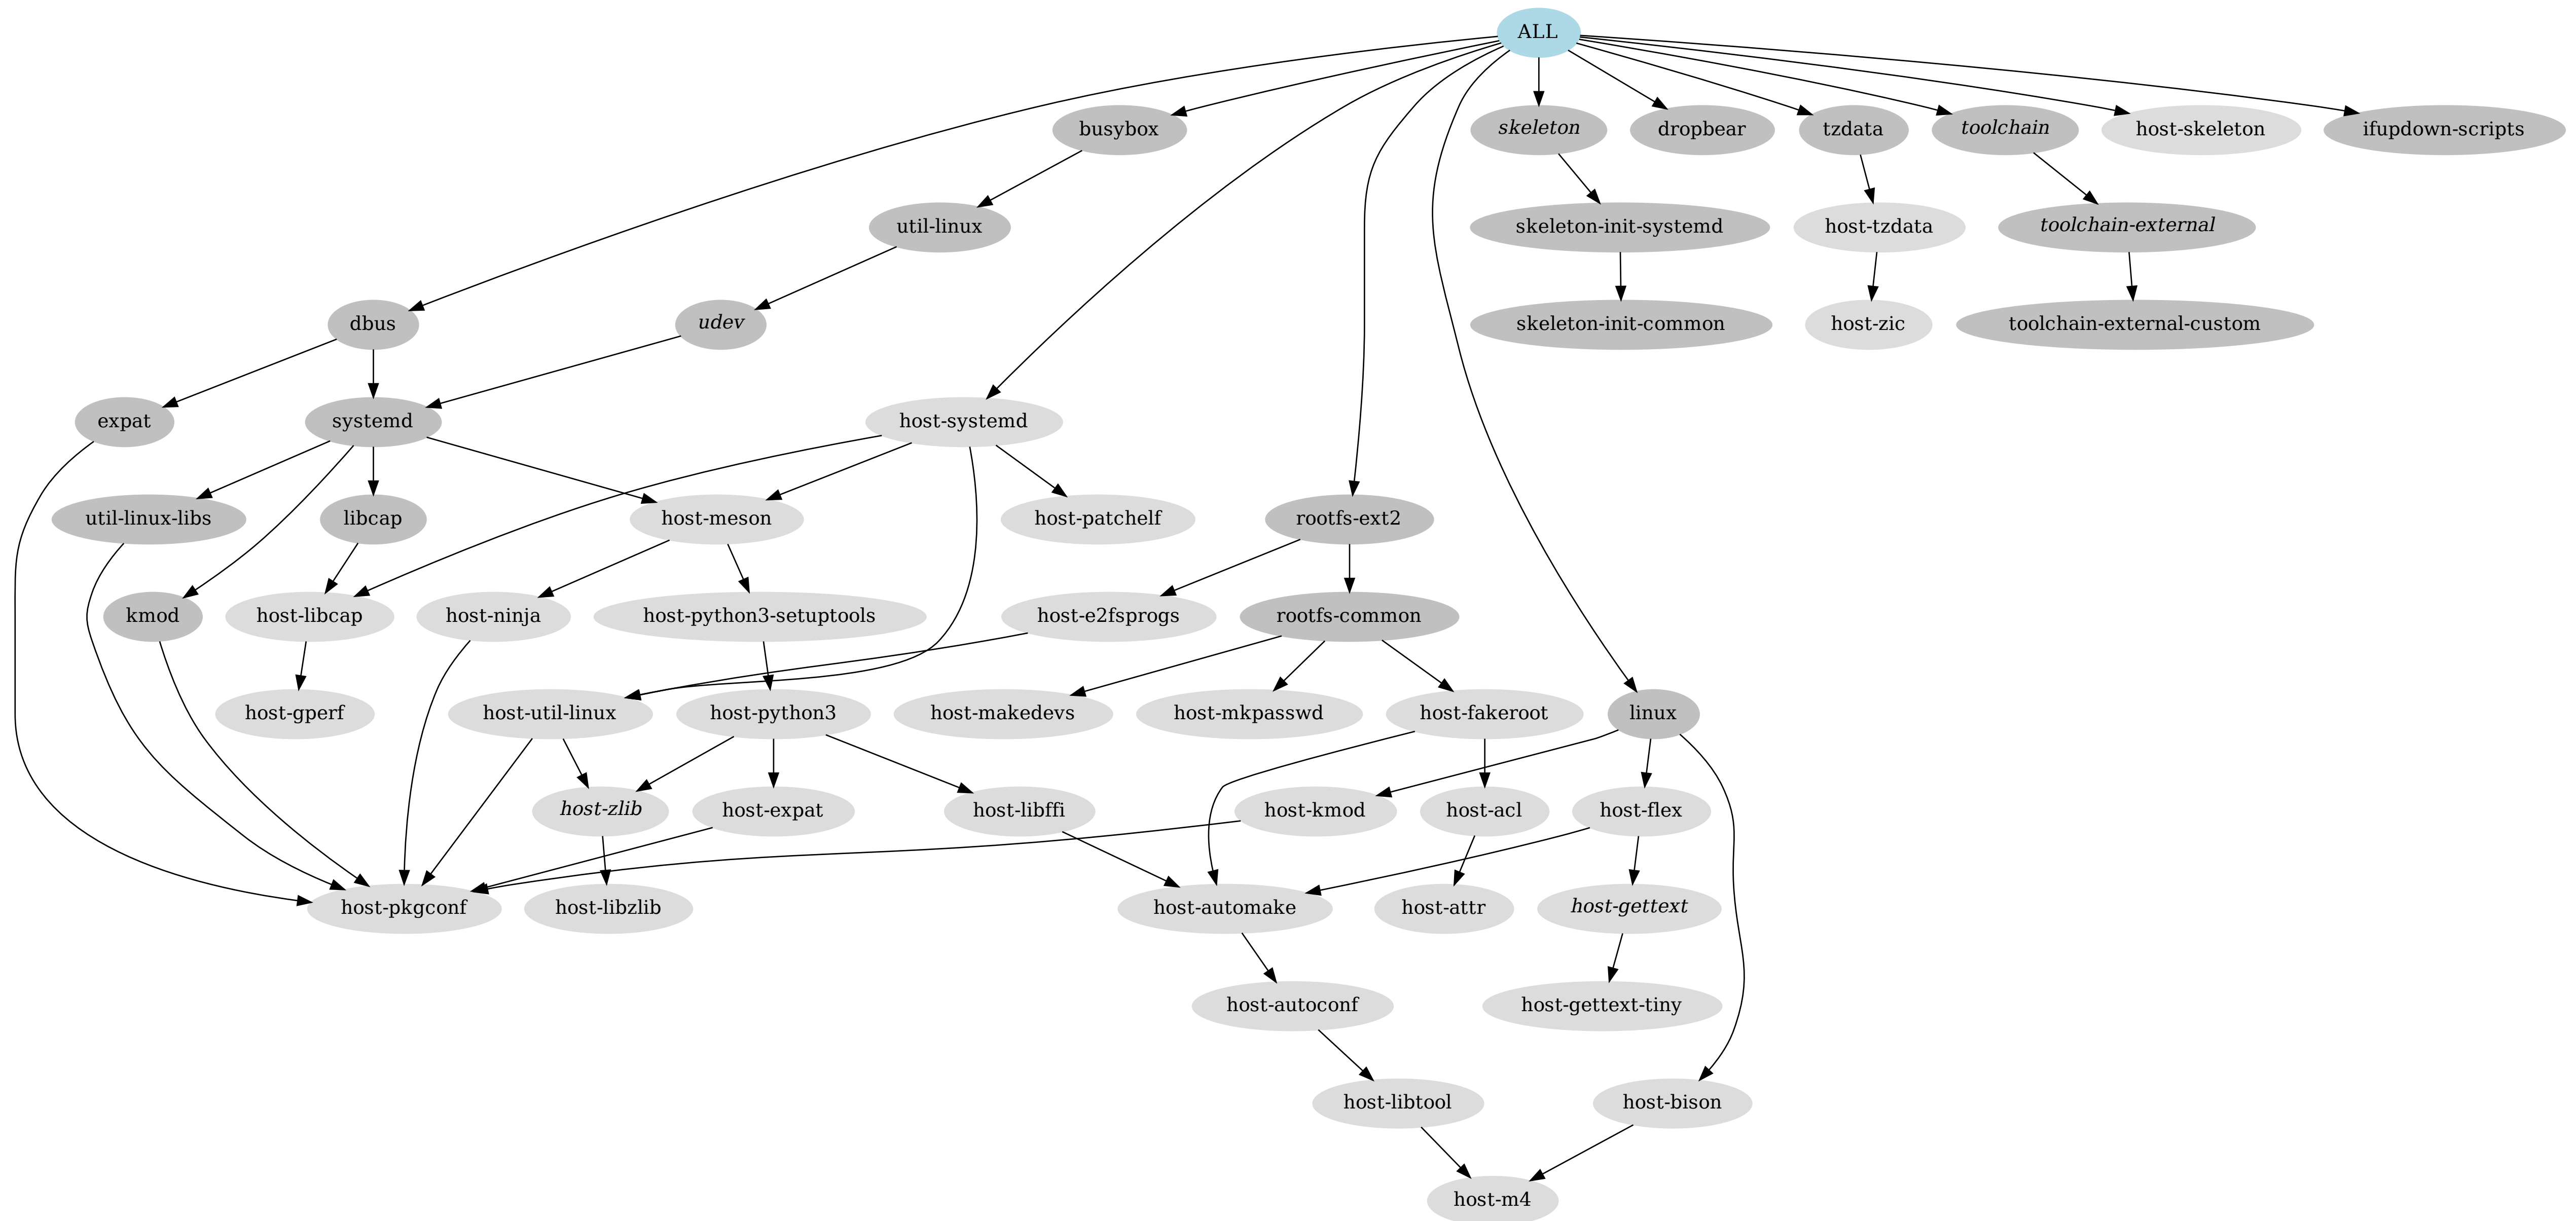 ALL
busybox
skeleton
dropbear
tzdata
toolchain
host-skeleton
ifupdown-scripts
util-linux
skeleton-init-systemd
host-tzdata
toolchain-external
dbus
udev
skeleton-init-common
host-zic
toolchain-external-custom
expat
systemd
host-systemd
util-linux-libs
libcap
host-meson
host-patchelf
rootfs-ext2
kmod
host-libcap
host-ninja
host-python3-setuptools
host-e2fsprogs
rootfs-common
host-gperf
host-util-linux
host-python3
host-makedevs
host-mkpasswd
host-fakeroot
linux
host-zlib
host-expat
host-libffi
host-kmod
host-acl
host-flex
host-pkgconf
host-libzlib
host-automake
host-attr
host-gettext
host-autoconf
host-gettext-tiny
host-libtool
host-bison
host-m4